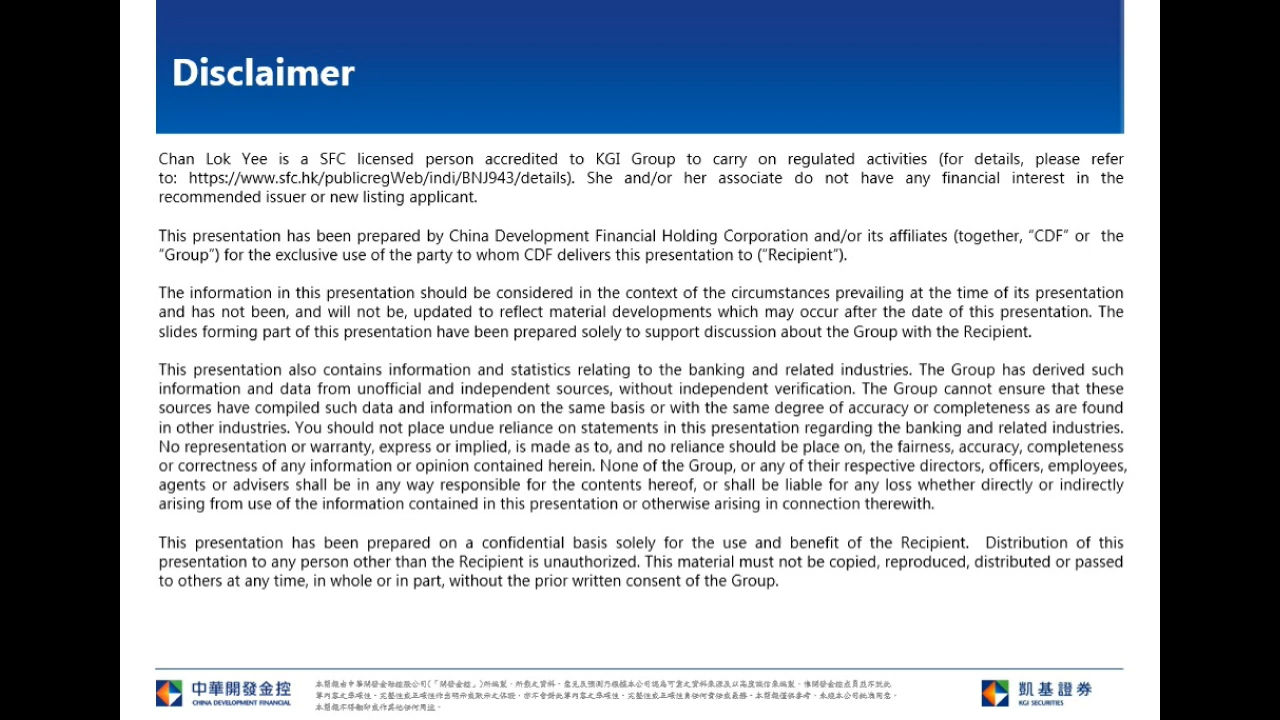 Disclaimer
Chan Lok Yee is a SFC licensed person accredited to KGI Group to carry on regulated activities (for details, please refer
to: https://www.sfc.hk/publicregWeb/indi/BNJ943/details). She and/or her associate do not have any financial interest in the
recommended issuer or new listing applicant.
This presentation has been prepared by China Development Financial Holding Corporation and/or its affiliates (together, “CDF” or the
“Group”) for the exclusive use of the party to whom CDF delivers this presentation to (“Recipient”).
The information in this presentation should be considered in the context of the circumstances prevailing at the time of its presentation
and has not been, and will not be, updated to reflect material developments which may occur after the date of this presentation. The
slides forming part of this presentation have been prepared solely to support discussion about the Group with the Recipient.
This presentation also contains information and statistics relating to the banking and related industries. The Group has derived such
information and data from unofficial and independent sources, without independent verification. The Group cannot ensure that these
sources have compiled such data and information on the same basis or with the same degree of accuracy or completeness as are found
in other industries. You should not place undue reliance on statements in this presentation regarding the banking and related industries.
No representation or warranty, express or implied, is made as to, and no reliance should be place on, the fairness, accuracy, completeness
or correctness of any information or opinion contained herein. None of the Group, or any of their respective directors, officers, employees,
agents or advisers shall be in any way responsible for the contents hereof, or shall be liable for any loss whether directly or indirectly
arising from use of the information contained in this presentation or otherwise arising in connection therewith.
This presentation has been prepared on a confidential basis solely for the use and benefit of the Recipient. Distribution of this
presentation to any person other than the Recipient is unauthorized. This material must not be copied, reproduced, distributed or passed
to others at any time, in whole or in part, without the prior written consent of the Group.
中華開發金控
CHINA DEVELOPMENT FINANCIAL
凱基證券
KGI SECURITIES